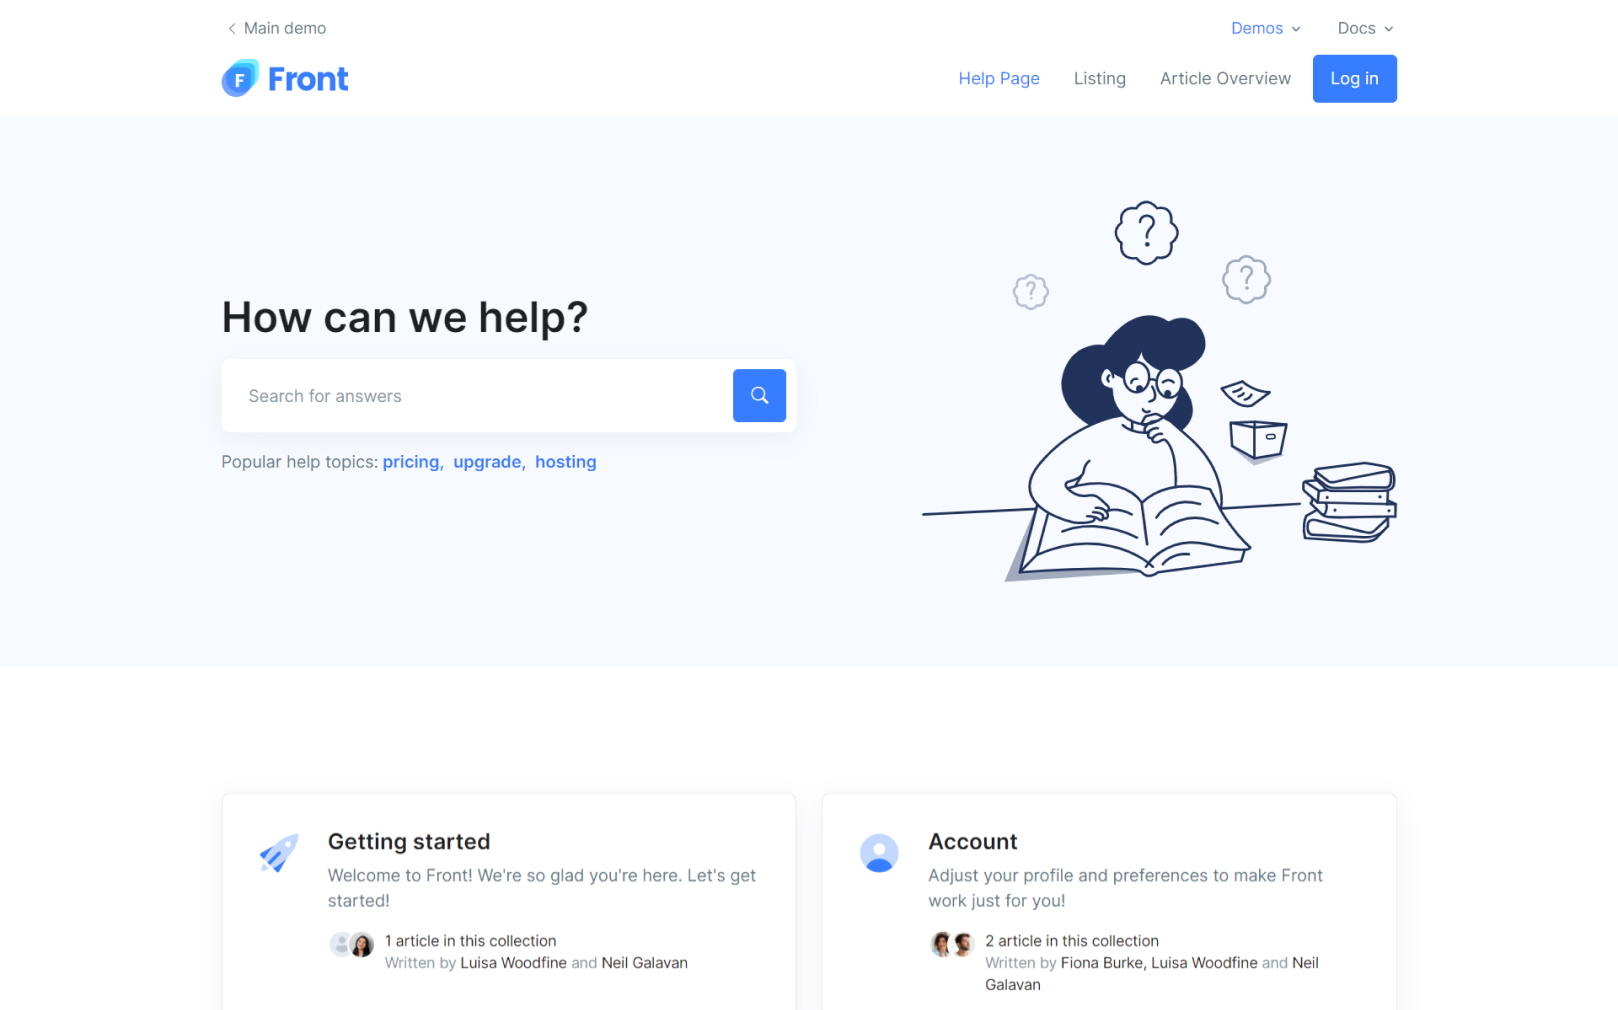 Main demo
Demos
Docs
F Front
Help Page
Listing
Article Overview
Log in
?
?
?
How can we help?
Search for answers
Popular help topics: pricing, upgrade, hosting
Getting started
Welcome to Front! We're so glad you're here. Let's get
started!
1 article in this collection
Written by Luisa Woodfine and Neil Galavan
Account
Adjust your profile and preferences to make Front
work just for you!
2 article in this collection
Written by Fiona Burke, Luisa Woodfine and Neil
Galavan